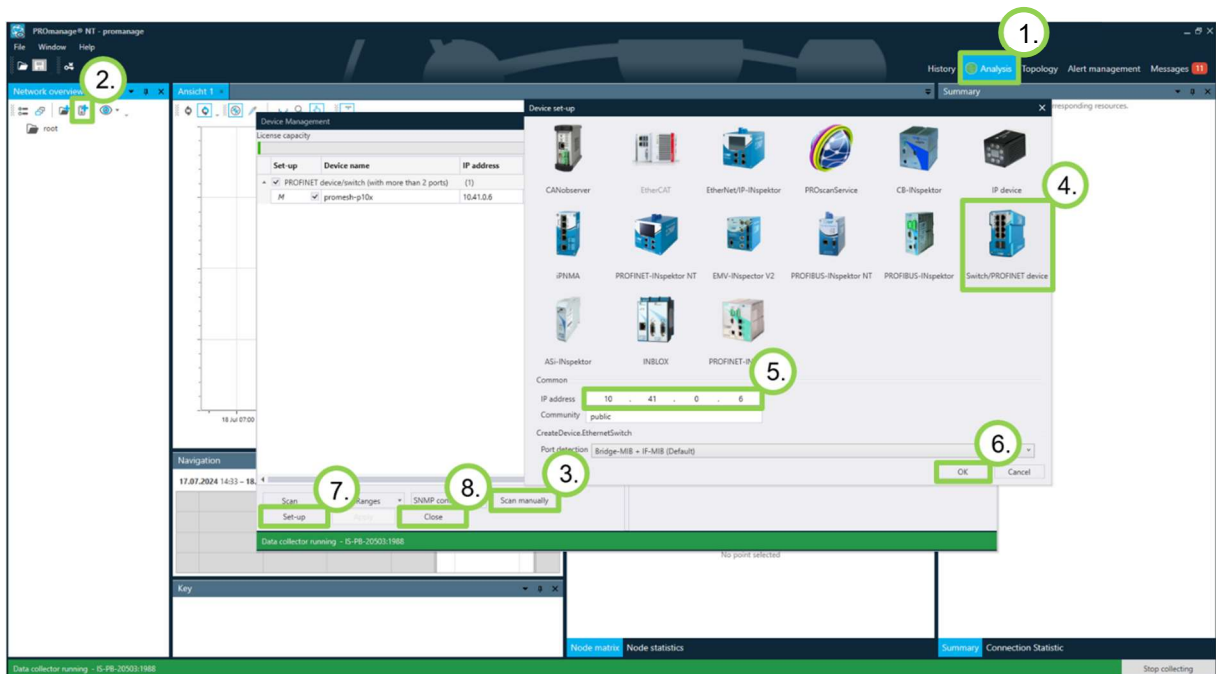 1.
PROmanage® NT - promanage
File Window Help
2.
History Analysis Topology Alert management Messages 11
Network overview
Ansicht 1
Summary
root
Device Management
License capacity
Set-up Device name IP address
PROFINET device/switch (with more than 2 ports) (1)
M promesh-p10x 10.41.0.6
Device set-up
CANobserver EtherCAT EtherNet/IP-INspektor PROscanService CB-INspektor IP device
4.
iPNMA PROFINET-INspektor NT EMV-INspector V2 PROFIBUS-INspektor NT PROFIBUS-INspektor Switch/PROFINET device
ASi-INspektor INBLOX
5.
Common
IP address 10 . 41 . 0 . 6
Community public
CreateDevice.EthernetSwitch
Port detection Bridge-MIB + IF-MIB (Default)
6.
OK Cancel
responding resources.
18 Jul 07:00
Navigation
17.07.2024 14:33 – 18.
3.
7.
8.
Scan Ranges SNMP Scan manually
Set-up Close
Data collector running - IS-PB-20503:1988
No point selected
Key
Node matrix Node statistics
Summary Connection Statistic
Data collector running - IS-PB-20503:1988
Stop collecting